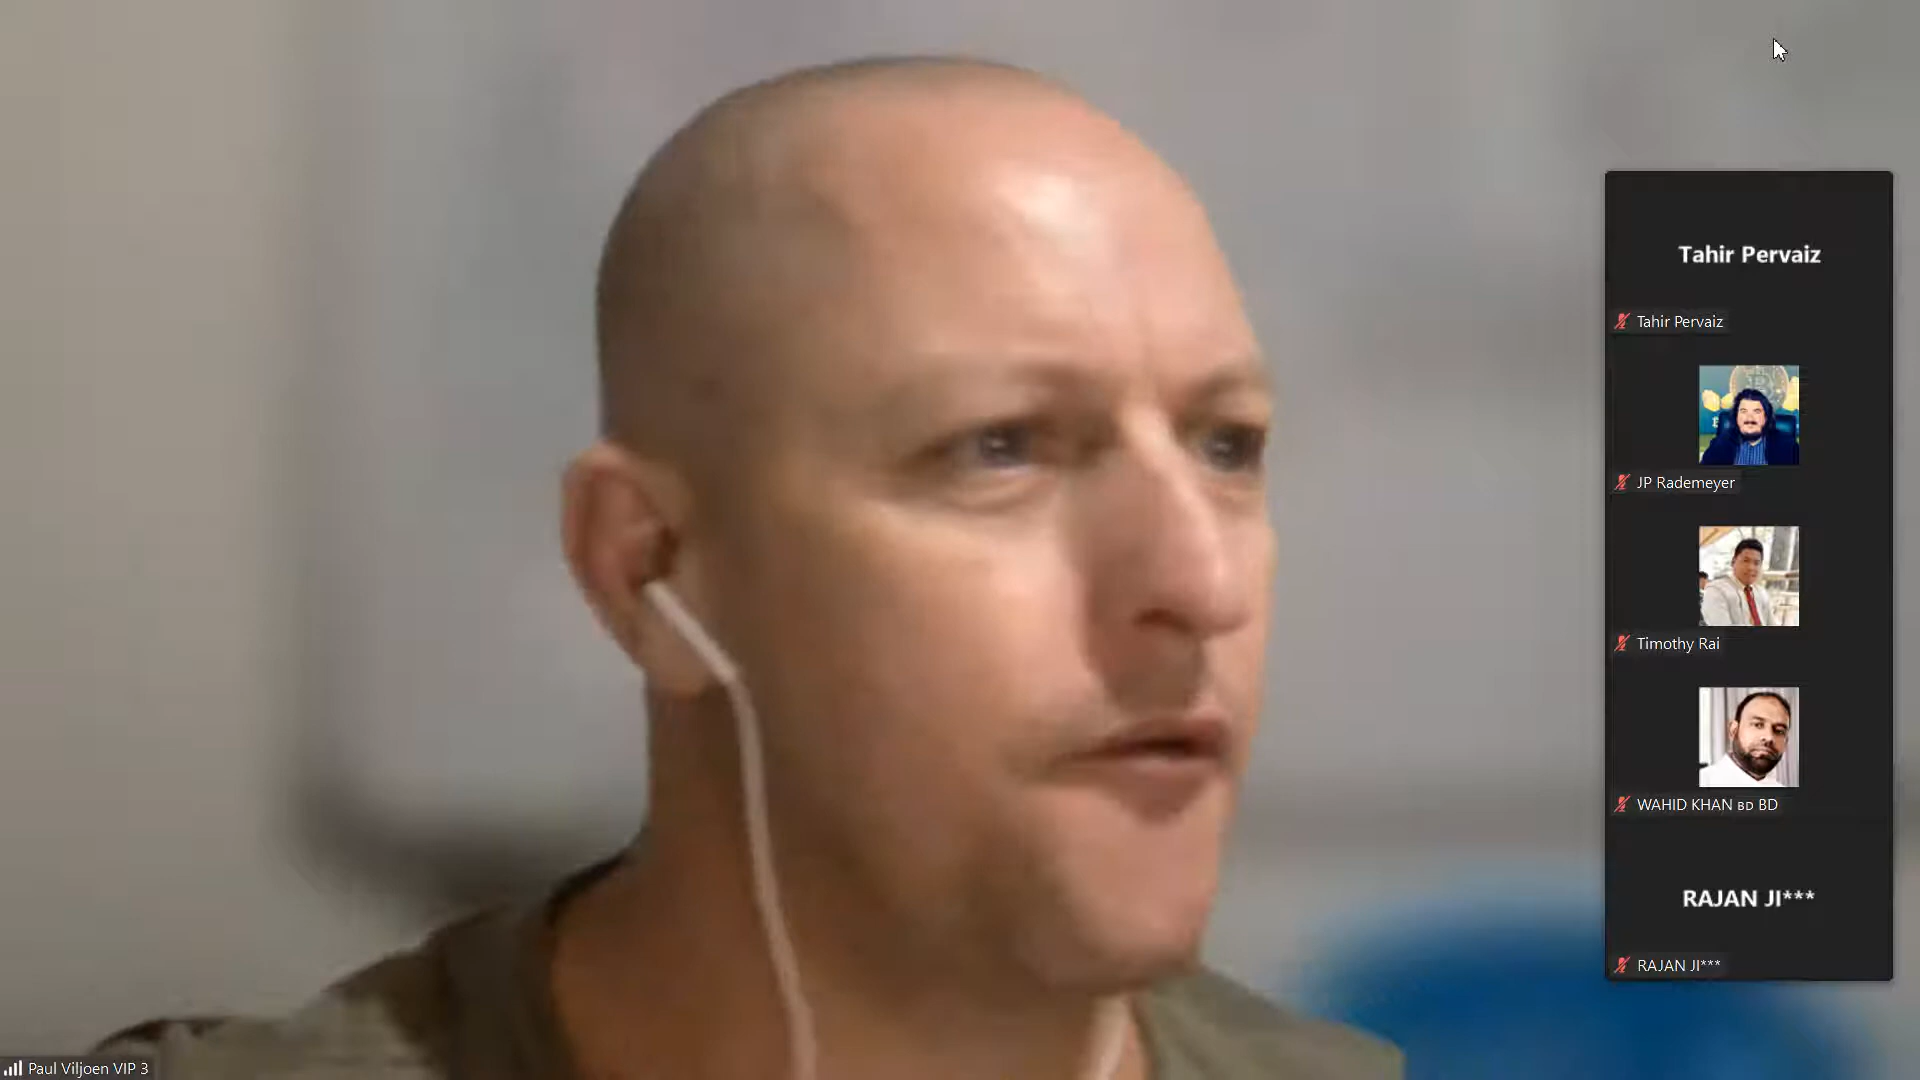 Tahir Pervaiz
Tahir Pervaiz
JP Rademeyer
Timothy Rai
WAHID KHAN ʙᴅ BD
RAJAN JI***
RAJAN JI***
Paul Viljoen VIP 3